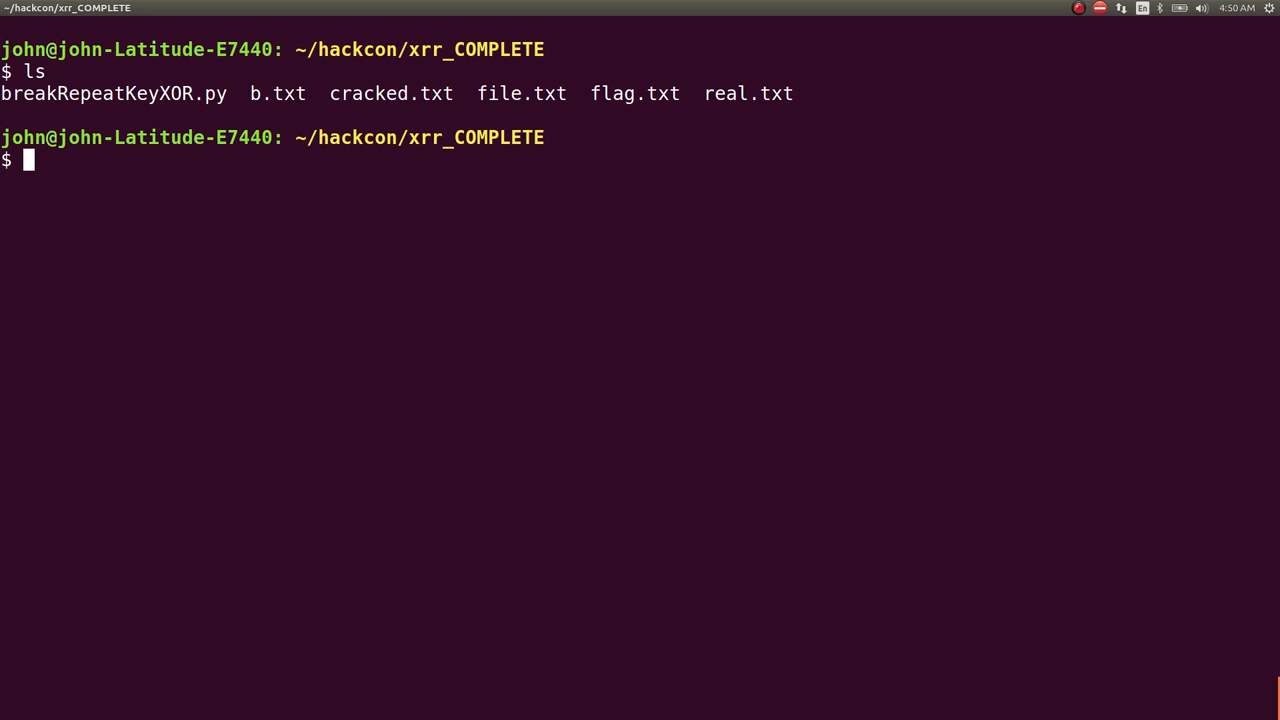 ~/hackcon/xrr_COMPLETE
En
4:50 AM
john@john-Latitude-E7440: ~/hackcon/xrr_COMPLETE
$ ls
breakRepeatKeyXOR.py b.txt cracked.txt file.txt flag.txt real.txt
john@john-Latitude-E7440: ~/hackcon/xrr_COMPLETE
$